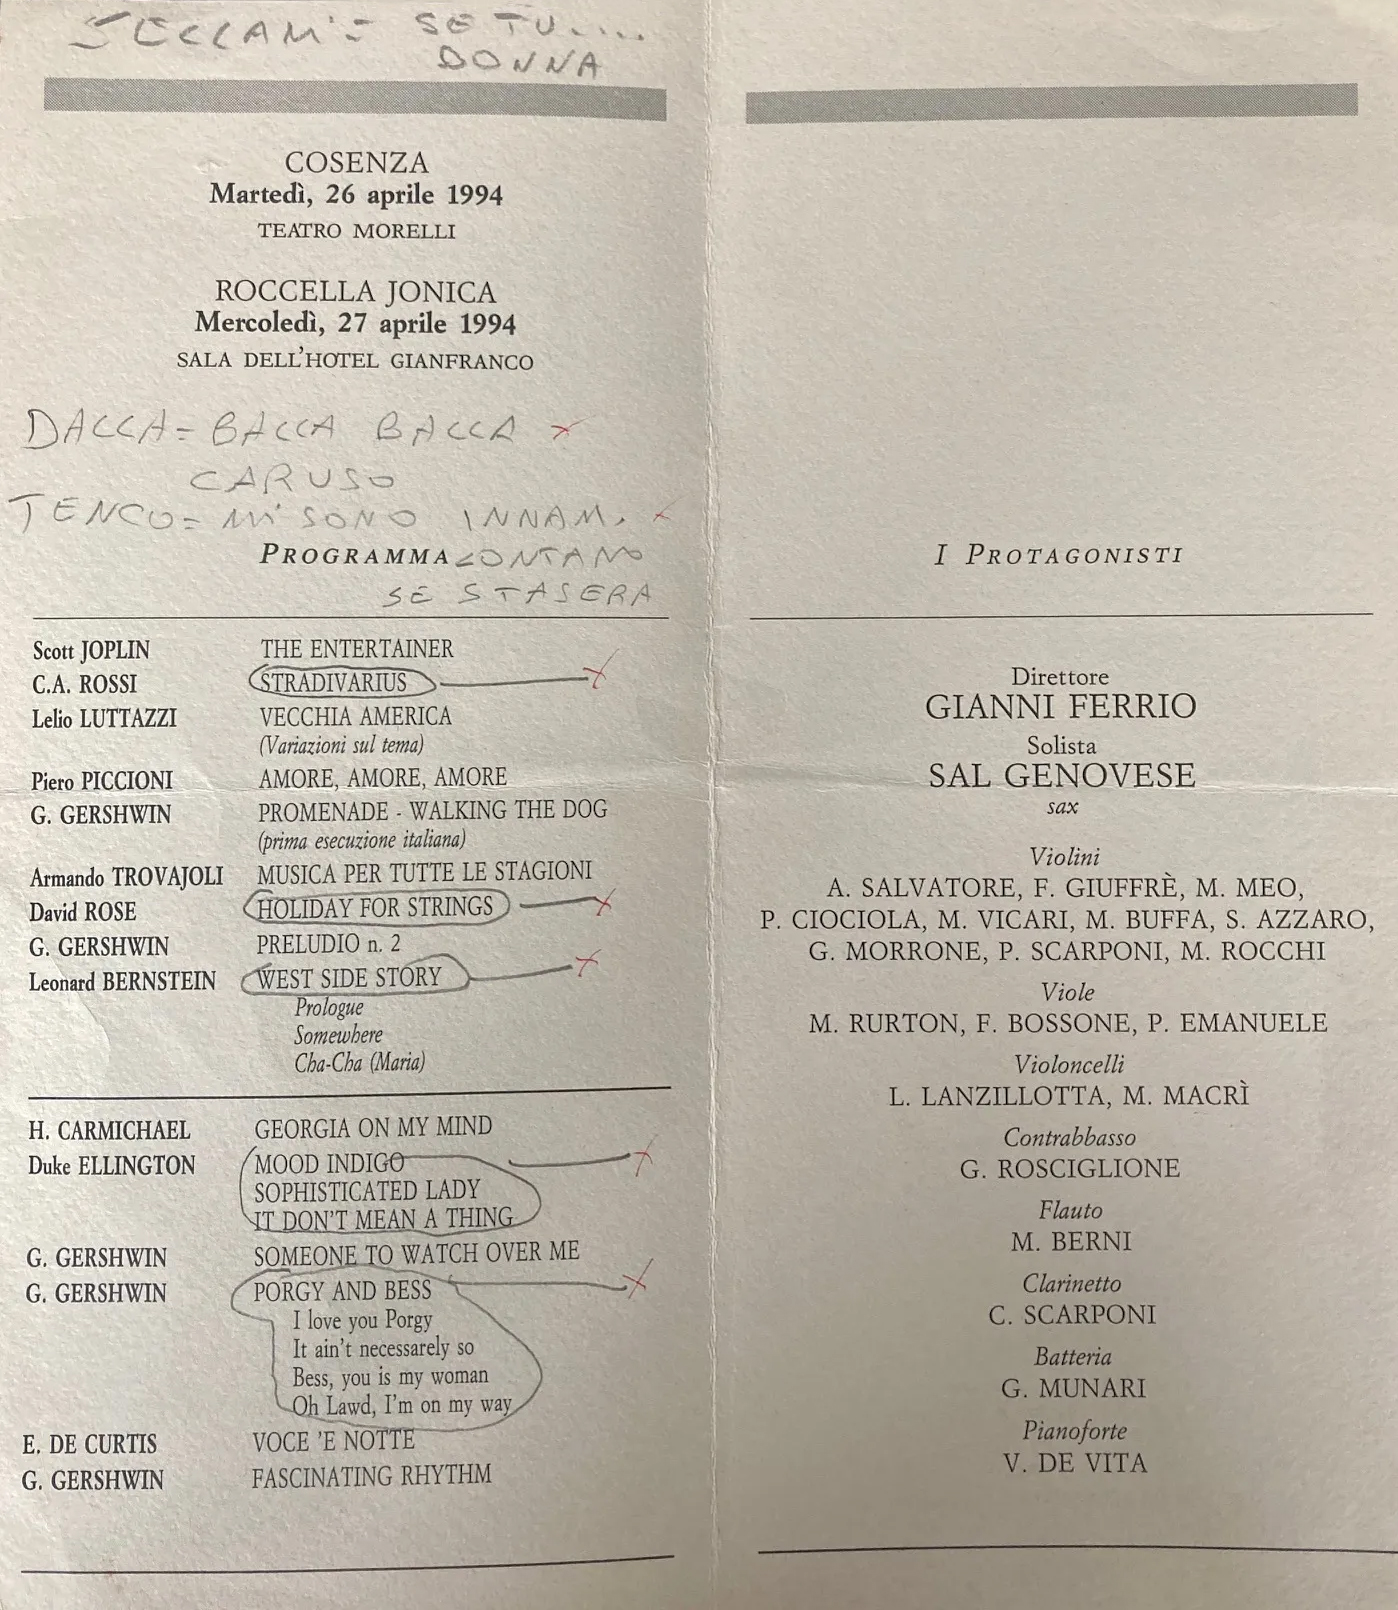 SE TU....
DONNA
COSENZA
Martedì, 26 aprile 1994
TEATRO MORELLI
ROCCELLA JONICA
Mercoledì, 27 aprile 1994
SALA DELL'HOTEL GIANFRANCO
DALLA = BALLA BALLA
CARUSO
TENCO = MI SONO INNAM.
PROGRAMMA LONTANO
SE STASERA
Scott JOPLIN THE ENTERTAINER
C.A. ROSSI STRADIVARIUS
Lelio LUTTAZZI VECCHIA AMERICA
(Variazioni sul tema)
Piero PICCIONI AMORE, AMORE, AMORE
G. GERSHWIN PROMENADE - WALKING THE DOG
(prima esecuzione italiana)
Armando TROVAJOLI MUSICA PER TUTTE LE STAGIONI
David ROSE HOLIDAY FOR STRINGS
G. GERSHWIN PRELUDIO n. 2
Leonard BERNSTEIN WEST SIDE STORY
Prologue
Somewhere
Cha-Cha (Maria)
H. CARMICHAEL GEORGIA ON MY MIND
Duke ELLINGTON MOOD INDIGO
SOPHISTICATED LADY
IT DON'T MEAN A THING
G. GERSHWIN SOMEONE TO WATCH OVER ME
G. GERSHWIN PORGY AND BESS
I love you Porgy
It ain't necessarely so
Bess, you is my woman
Oh Lawd, I'm on my way
E. DE CURTIS VOCE 'E NOTTE
G. GERSHWIN FASCINATING RHYTHM
I PROTAGONISTI
Direttore
GIANNI FERRIO
Solista
SAL GENOVESE
sax
Violini
A. SALVATORE, F. GIUFFRÈ, M. MEO,
P. CIOCIOLA, M. VICARI, M. BUFFA, S. AZZARO,
G. MORRONE, P. SCARPONI, M. ROCCHI
Viole
M. RURTON, F. BOSSONE, P. EMANUELE
Violoncelli
L. LANZILLOTTA, M. MACRÌ
Contrabbasso
G. ROSCIGLIONE
Flauto
M. BERNI
Clarinetto
C. SCARPONI
Batteria
G. MUNARI
Pianoforte
V. DE VITA